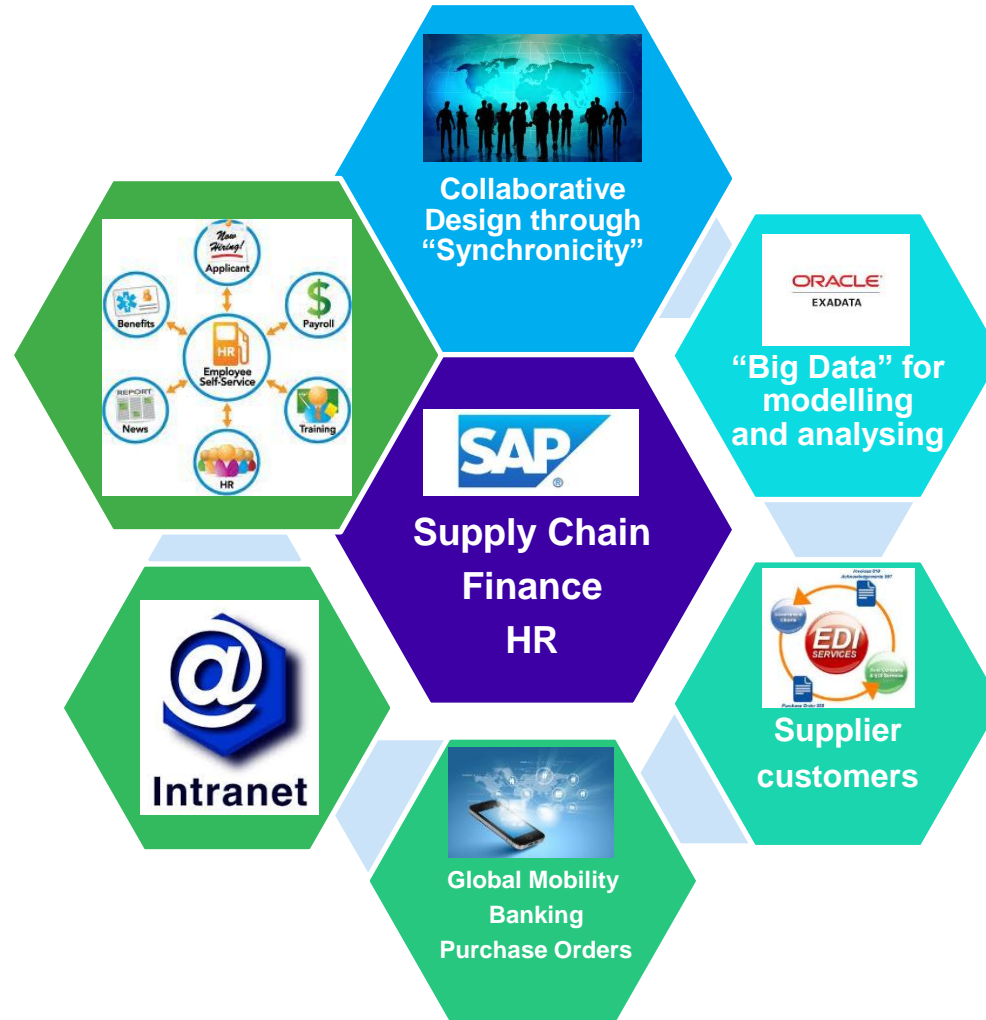 Collaborative
Design through
“Synchronicity”
Now
Hiring!
Applicant
Benefits
Payroll
HR
Employee
Self-Service
REPORT
News
Training
HR
ORACLE
EXADATA
“Big Data” for
modelling
and analysing
SAP
®
Supply Chain
Finance
HR
@
Intranet
EDI
SERVICES
Supplier
customers
Global Mobility
Banking
Purchase Orders